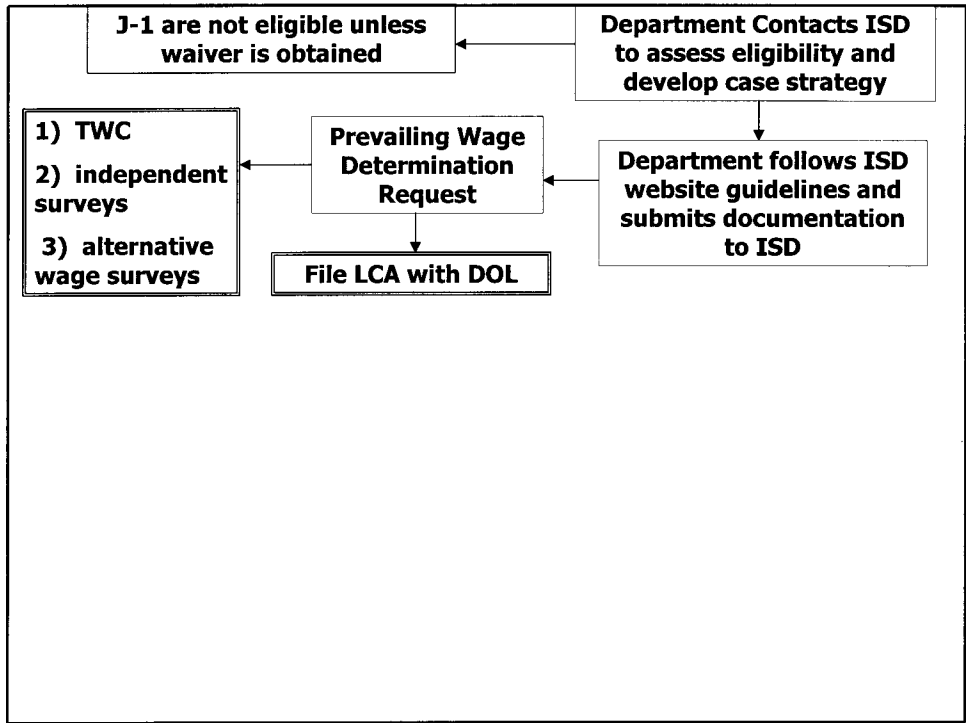 J-1 are not eligible unless
waiver is obtained
Department Contacts ISD
to assess eligibility and
develop case strategy
1) TWC
2) independent
surveys
3) alternative
wage surveys
Prevailing Wage
Determination
Request
Department follows ISD
website guidelines and
submits documentation
to ISD
File LCA with DOL